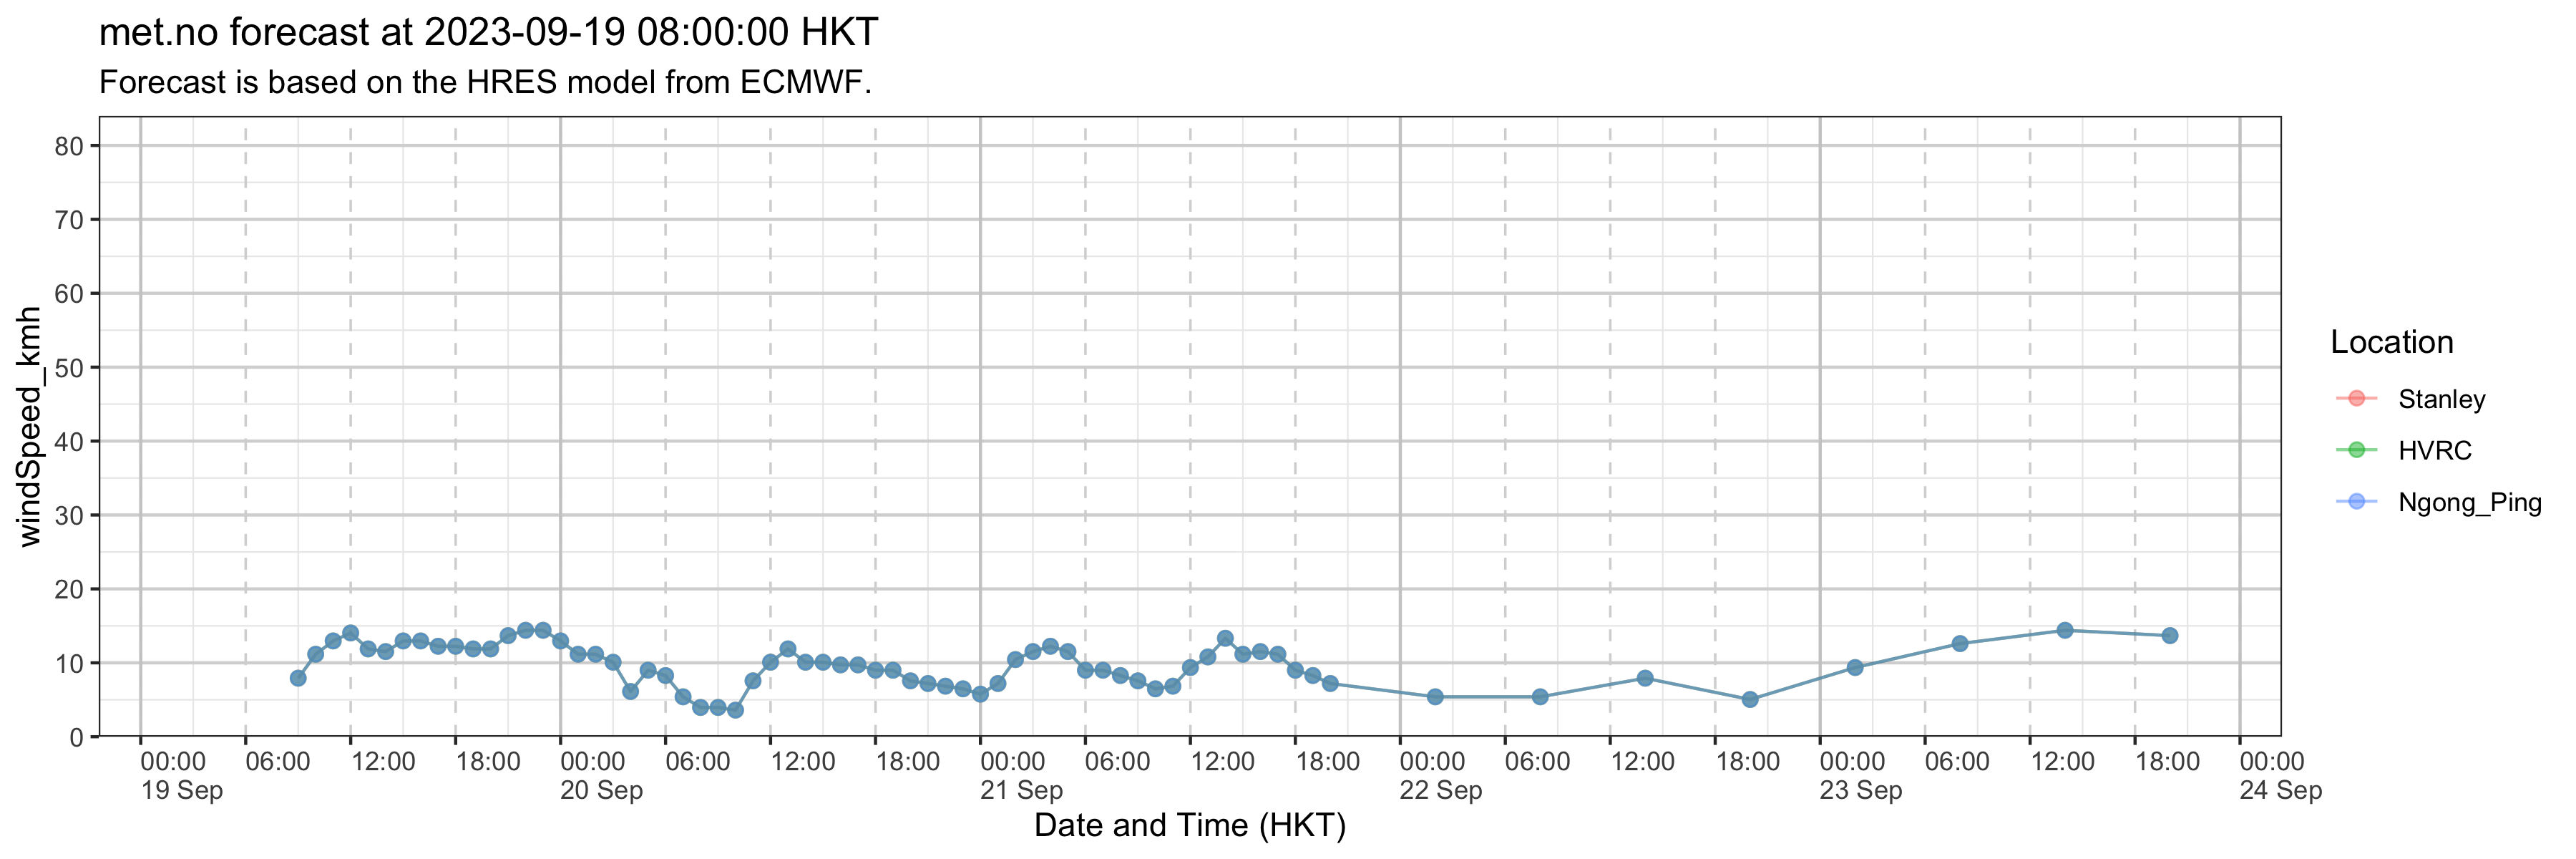 met.no forecast at 2023-09-19 08:00:00 HKT
Forecast is based on the HRES model from ECMWF.
windSpeed_kmh
80
70
60
50
40
30
20
10
0
00:00 06:00 12:00 18:00 00:00 06:00 12:00 18:00 00:00 06:00 12:00 18:00 00:00 06:00 12:00 18:00 00:00 06:00 12:00 18:00 00:00
19 Sep 20 Sep 21 Sep 22 Sep 23 Sep 24 Sep
Date and Time (HKT)
Location
Stanley
HVRC
Ngong_Ping